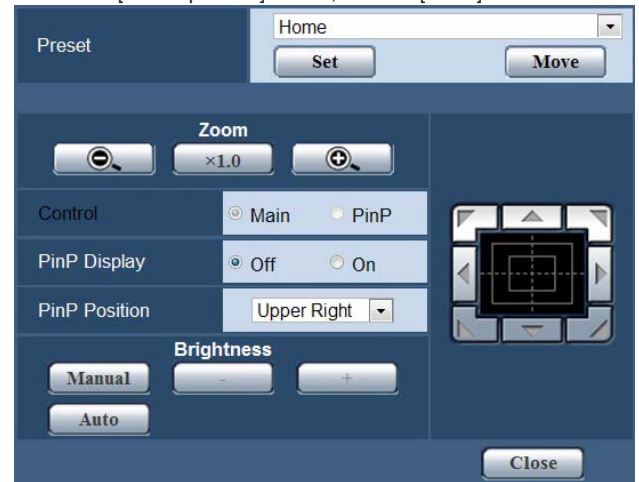 Home
Preset
Set Move
Zoom
×1.0
Control Main PinP
PinP Display Off On
PinP Position Upper Right
Brightness
Manual - +
Auto
Close